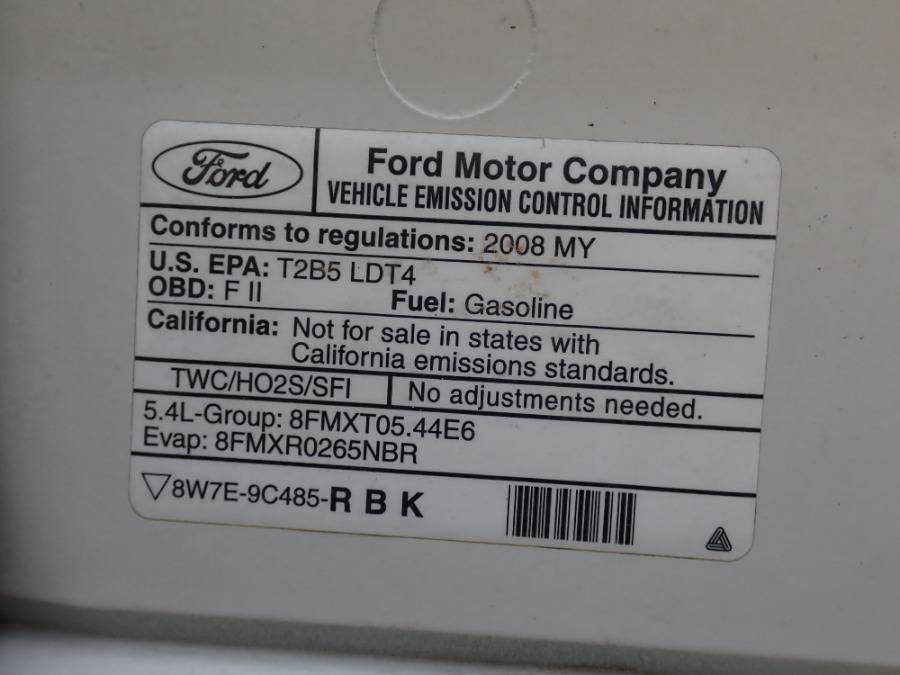 Ford
Ford Motor Company
VEHICLE EMISSION CONTROL INFORMATION
Conforms to regulations: 2008 MY
U.S. EPA: T2B5 LDT4
OBD: F II Fuel: Gasoline
California: Not for sale in states with
California emissions standards.
TWC/HO2S/SFI No adjustments needed.
5.4L-Group: 8FMXT05.44E6
Evap: 8FMXR0265NBR
8W7E-9C485-R B K